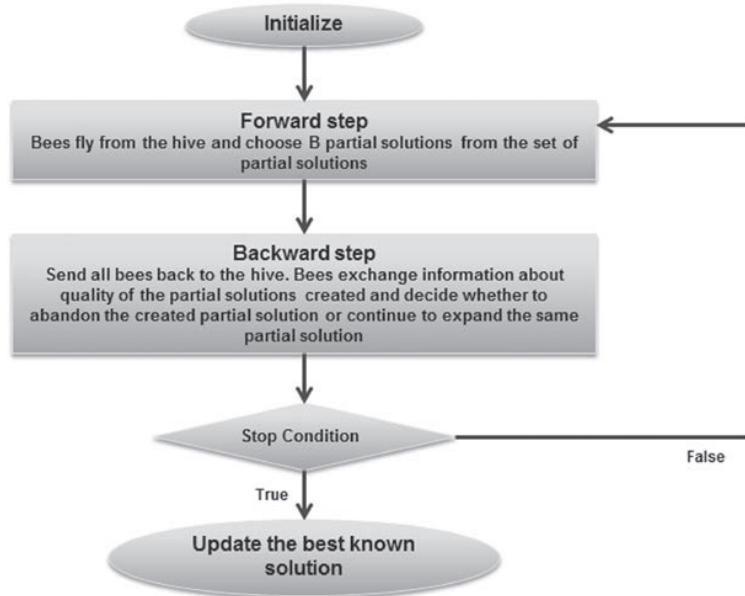 Initialize
Forward step
Bees fly from the hive and choose B partial solutions from the set of
partial solutions
Backward step
Send all bees back to the hive. Bees exchange information about
quality of the partial solutions created and decide whether to
abandon the created partial solution or continue to expand the same
partial solution
Stop Condition
False
True
Update the best known
solution